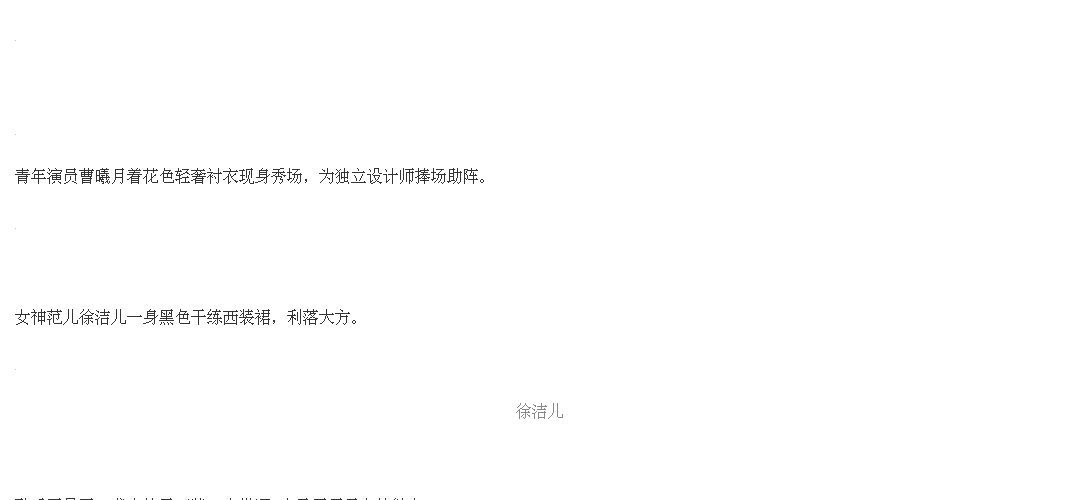 青年演员曹曦月着花色轻奢衬衣现身秀场，为独立设计师捧场助阵。
女神范儿徐洁儿一身黑色干练西装裙，利落大方。
徐洁儿